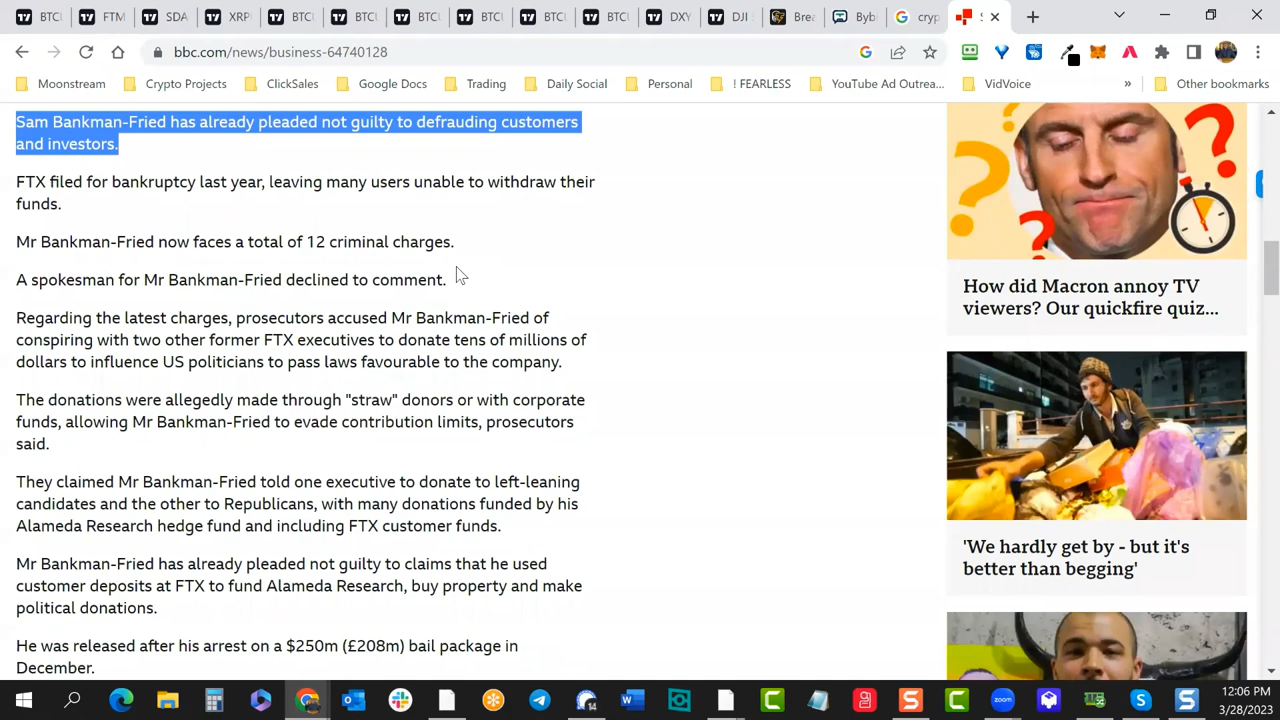 BTCU
FTM
SDA
XRP
BTCU
BTCU
BTCU
BTCU
BTCU
BTCU
DXY
DJI
Brea
Byb
cryp
bbc.com/news/business-64740128
Moonstream
Crypto Projects
ClickSales
Google Docs
Trading
Daily Social
Personal
! FEARLESS
YouTube Ad Outrea...
VidVoice
»
Other bookmarks
Sam Bankman-Fried has already pleaded not guilty to defrauding customers
and investors.
FTX filed for bankruptcy last year, leaving many users unable to withdraw their
funds.
Mr Bankman-Fried now faces a total of 12 criminal charges.
A spokesman for Mr Bankman-Fried declined to comment.
Regarding the latest charges, prosecutors accused Mr Bankman-Fried of
conspiring with two other former FTX executives to donate tens of millions of
dollars to influence US politicians to pass laws favourable to the company.
The donations were allegedly made through "straw" donors or with corporate
funds, allowing Mr Bankman-Fried to evade contribution limits, prosecutors
said.
They claimed Mr Bankman-Fried told one executive to donate to left-leaning
candidates and the other to Republicans, with many donations funded by his
Alameda Research hedge fund and including FTX customer funds.
Mr Bankman-Fried has already pleaded not guilty to claims that he used
customer deposits at FTX to fund Alameda Research, buy property and make
political donations.
He was released after his arrest on a $250m (£208m) bail package in
December.
How did Macron annoy TV
viewers? Our quickfire quiz...
'We hardly get by - but it's
better than begging'
14
12:06 PM
3/28/2023